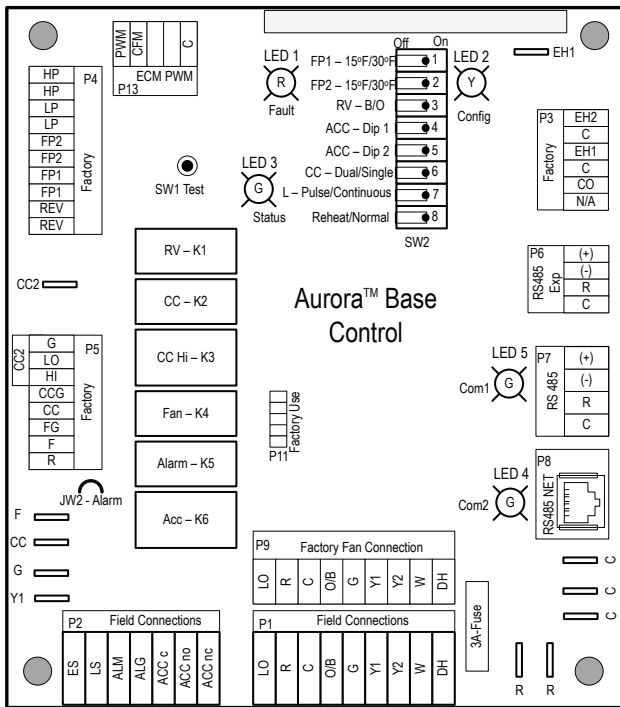 PWM
CFM
C
ECM PWM
P13
LED 1
R
Fault
Off
On
FP1 – 15ºF/30ºF
1
FP2 – 15ºF/30ºF
2
RV – B/O
3
ACC – Dip 1
4
ACC – Dip 2
5
CC – Dual/Single
6
L – Pulse/Continuous
7
Reheat/Normal
8
SW2
LED 2
Y
Config
EH1
P4
HP
HP
LP
LP
FP2
FP2
FP1
FP1
REV
REV
Factory
SW1 Test
LED 3
G
Status
P3
EH2
C
EH1
C
CO
N/A
Factory
RV – K1
CC – K2
CC Hi – K3
Fan – K4
Alarm – K5
Acc – K6
Aurora™ Base
Control
P6
RS485
Exp
(+)
(-)
R
C
CC2
CC2
P5
G
LO
HI
CCG
CC
FG
F
R
Factory
LED 5
Com1
G
P7
RS 485
(+)
(-)
R
C
Factory Use
P11
JW2 - Alarm
LED 4
Com2
G
P8
RS485 NET
F
CC
G
Y1
P9
Factory Fan Connection
LO
R
C
O/B
G
Y1
Y2
W
DH
C
C
C
P2
Field Connections
ES
LS
ALM
ALG
ACC c
ACC no
ACC nc
P1
Field Connections
LO
R
C
O/B
G
Y1
Y2
W
DH
3A-Fuse
R
R